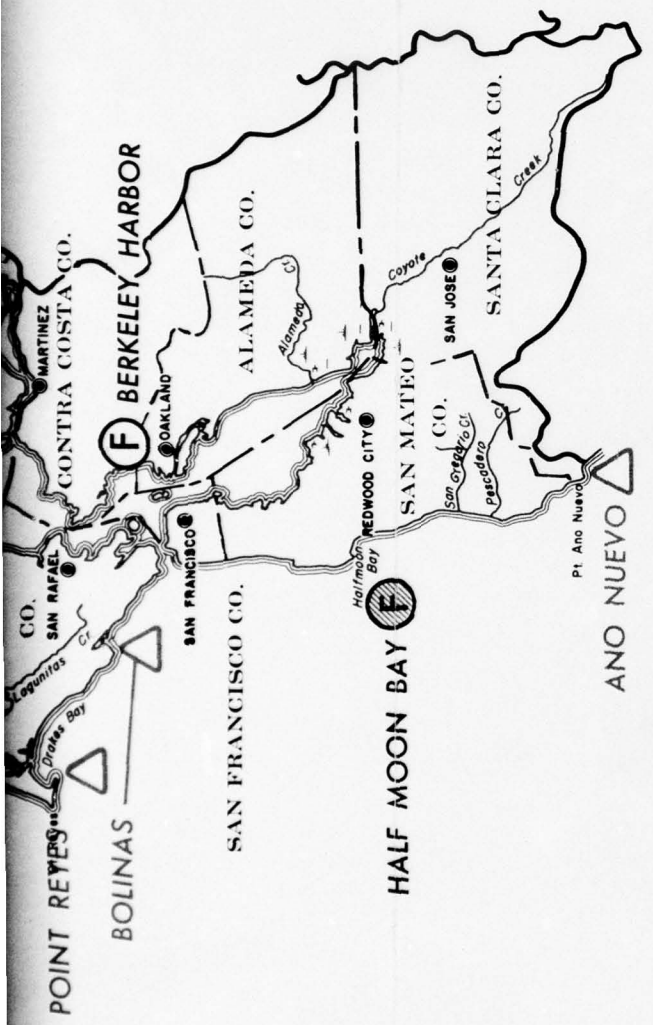 POINT REYES
BOLINAS
Drakes Bay
Lagunitas
Cr.
CO.
SAN RAFAEL
CONTRA COSTA CO.
MARTINEZ
F
BERKELEY HARBOR
OAKLAND
SAN FRANCISCO
SAN FRANCISCO CO.
ALAMEDA CO.
Alameda
Cr.
HALF MOON BAY
F
Halfmoon
Bay
REDWOOD CITY
SAN MATEO
CO.
San Gregorio Cr.
Pescadero
Cr.
Coyote
Creek
SAN JOSE
SANTA CLARA CO.
Pt. Ano Nuevo
ANO NUEVO